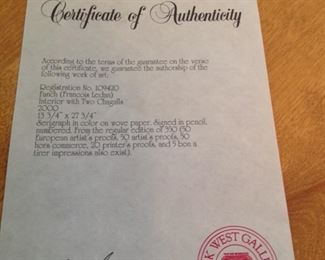 Certificate of Authenticity
According to the terms of the guarantee on the verso
of this certificate, we guarantee the authorship of the
following work of art:
Registration No. 109420
Fanch (Francois Ledan)
Interior with Two Chagalls
2000
13 3/4" x 27 3/4"
Serigraph in color on wove paper. Signed in pencil,
numbered. From the regular edition of 350 (50
European artist's proofs, 50 artist's proofs, 50
hors commerce, 20 printer's proofs, and 5 bon a
tirer impressions also exist).
K WEST GALL